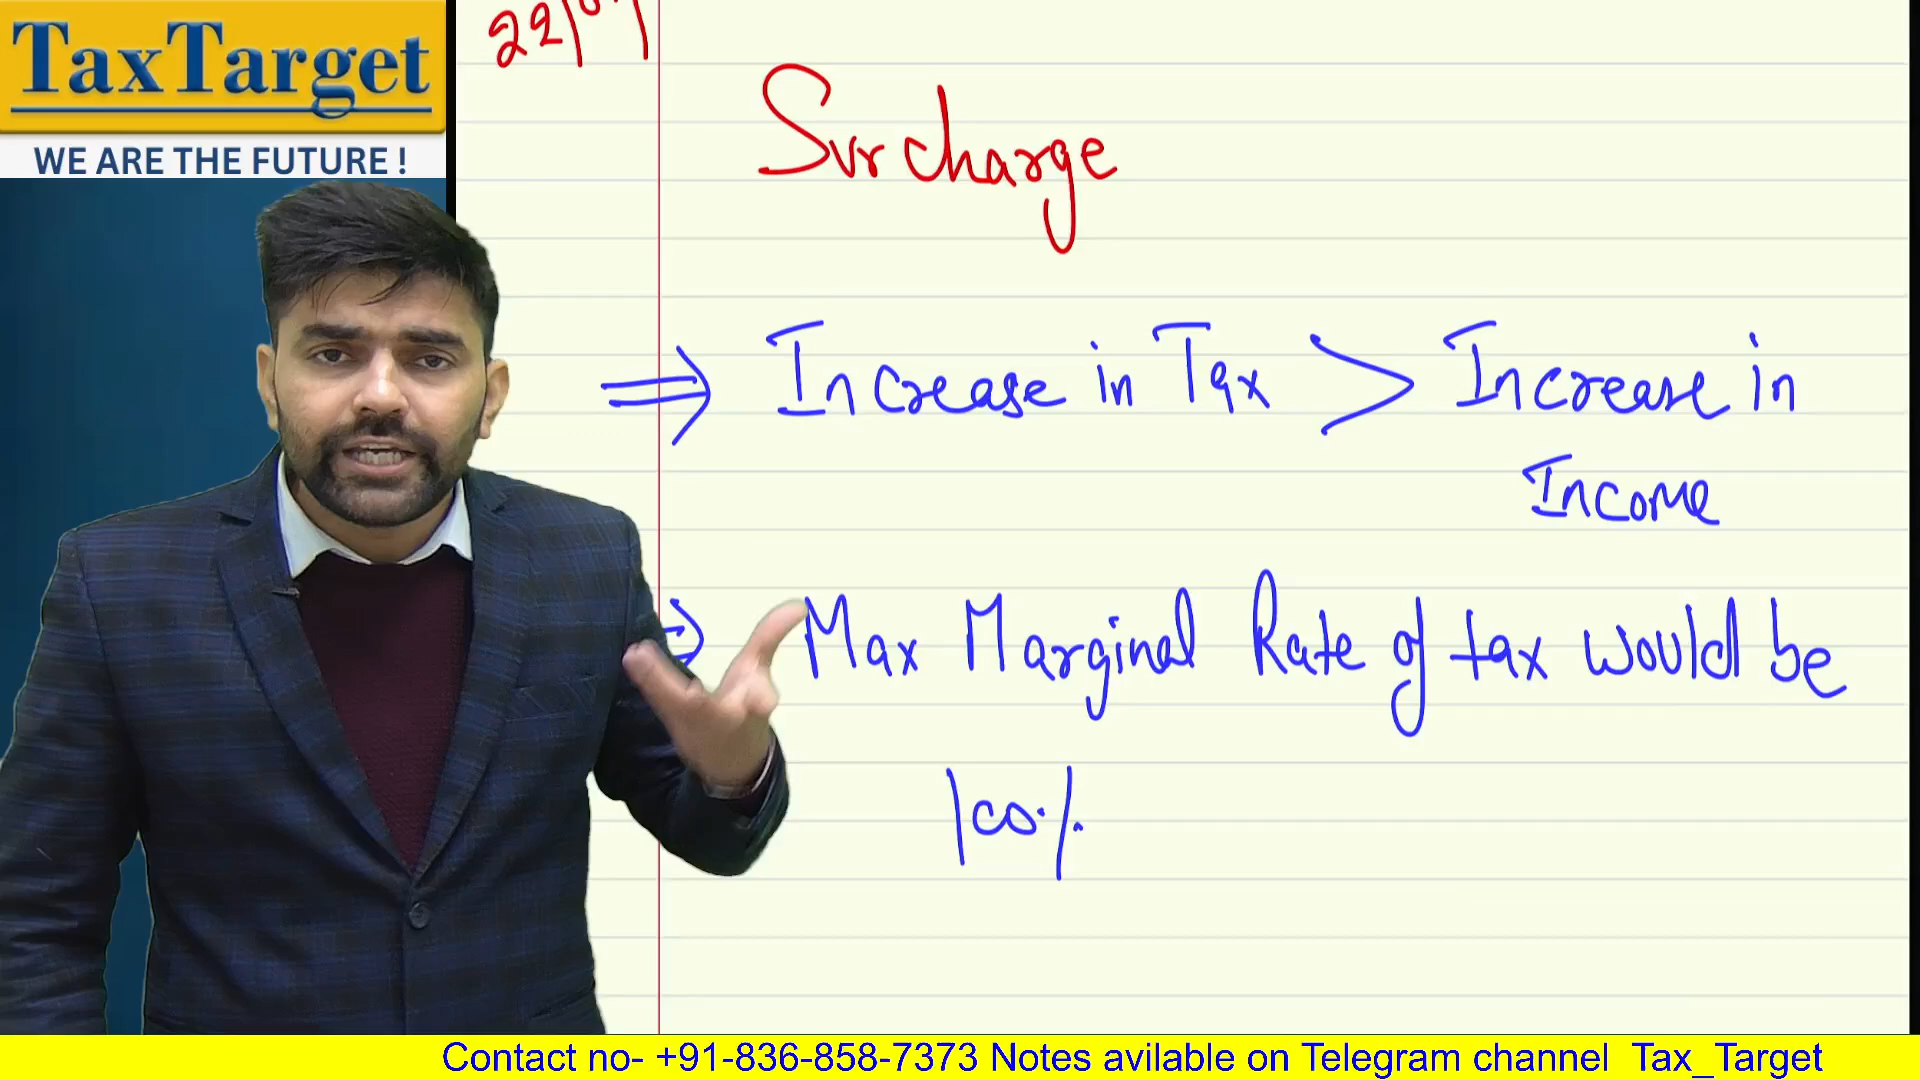 TaxTarget
WE ARE THE FUTURE !
Surcharge
⇒ Increase in Tax > Increase in
Income
⇒ Max Marginal Rate of tax would be
100%
Contact no- +91-836-858-7373 Notes avilable on Telegram channel Tax_Target